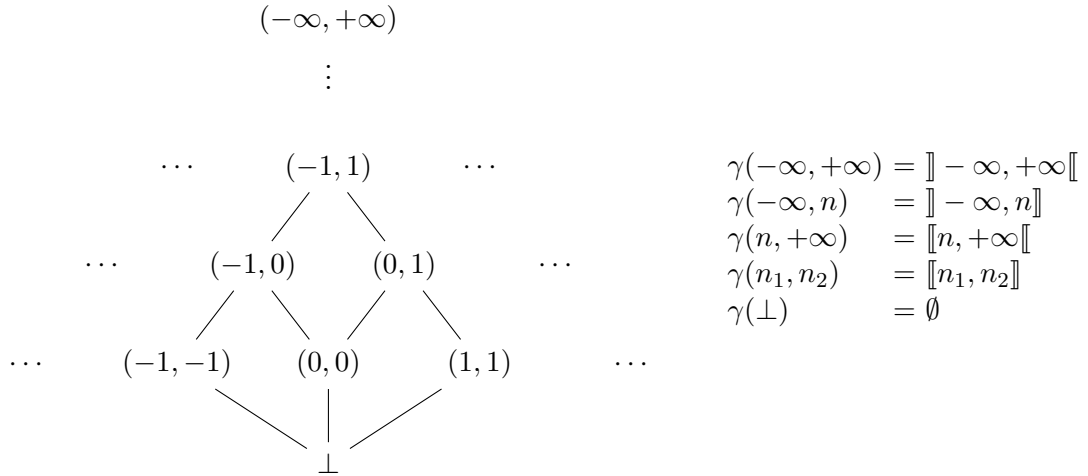 (−∞, +∞)
⋮
⋯ (−1, 1) ⋯
⋯ (−1, 0) (0, 1) ⋯
⋯ (−1, −1) (0, 0) (1, 1) ⋯
⊥
γ(−∞, +∞) = ⟧ − ∞, +∞⟦
γ(−∞, n) = ⟧ − ∞, n⟧
γ(n, +∞) = ⟦n, +∞⟦
γ(n₁, n₂) = ⟦n₁, n₂⟧
γ(⊥) = ∅